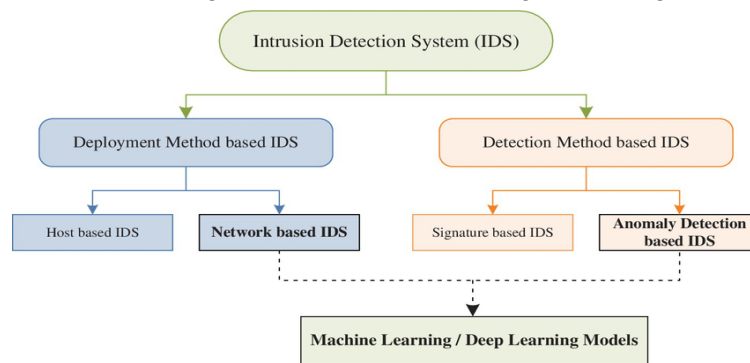 Intrusion Detection System (IDS)
Deployment Method based IDS
Detection Method based IDS
Host based IDS
Network based IDS
Signature based IDS
Anomaly Detection
based IDS
Machine Learning / Deep Learning Models